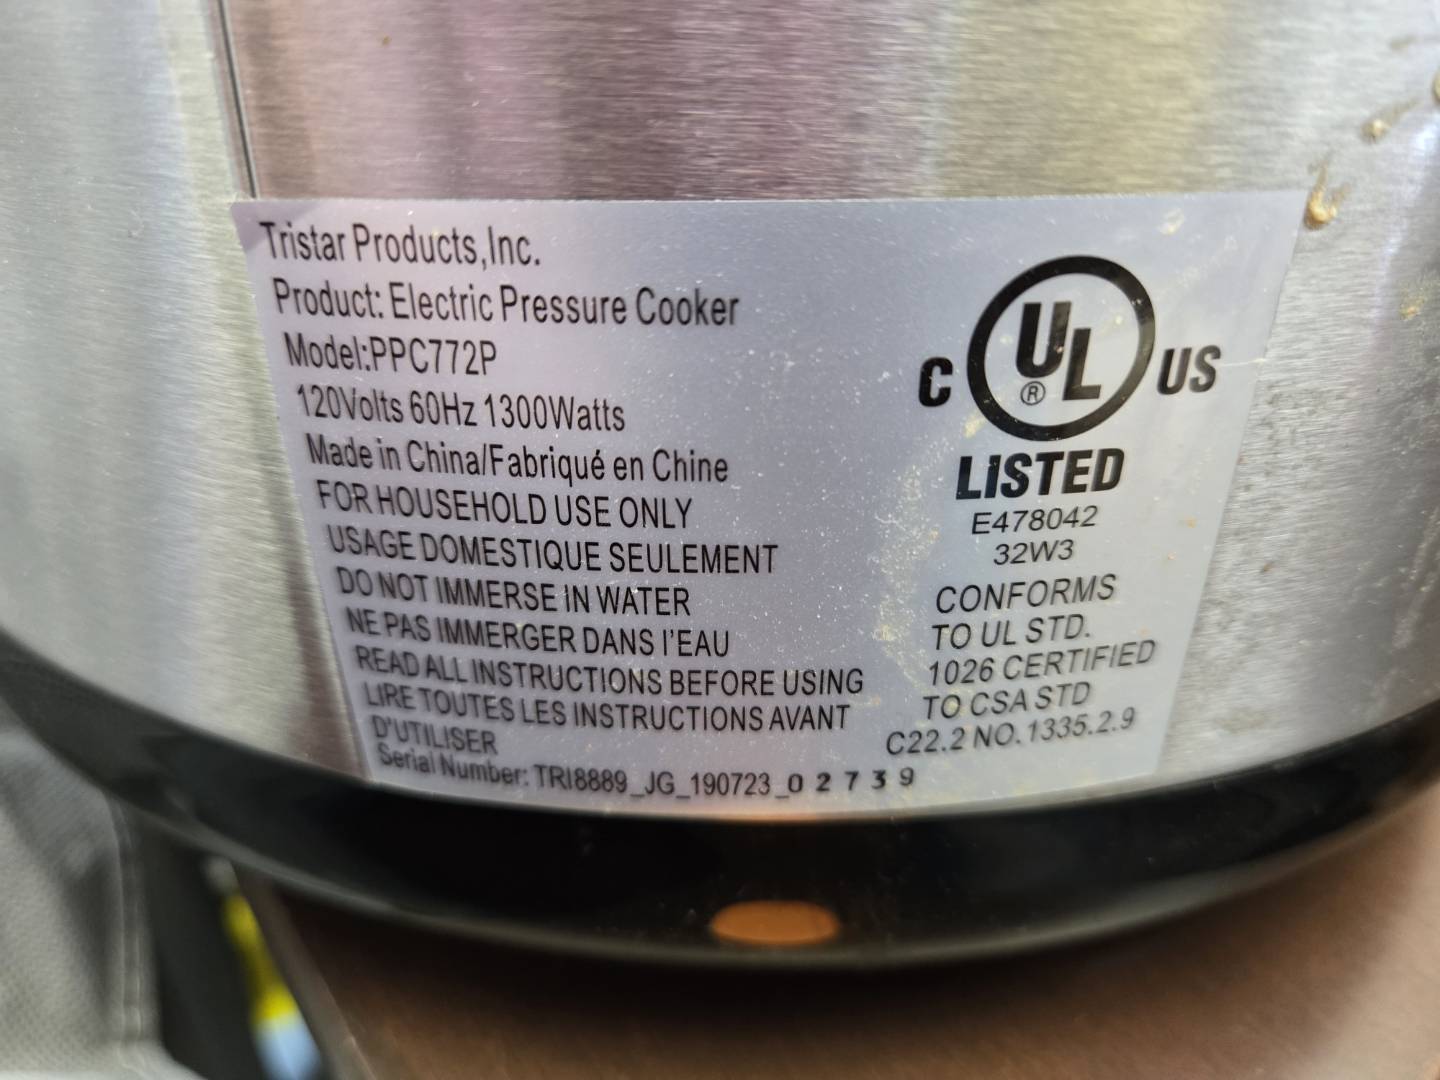 Tristar Products,Inc.
Product: Electric Pressure Cooker
Model:PPC772P
120Volts 60Hz 1300Watts
Made in China/Fabriqué en Chine
FOR HOUSEHOLD USE ONLY
USAGE DOMESTIQUE SEULEMENT
DO NOT IMMERSE IN WATER
NE PAS IMMERGER DANS l'EAU
READ ALL INSTRUCTIONS BEFORE USING
LIRE TOUTES LES INSTRUCTIONS AVANT
D'UTILISER
Serial Number: TRI8889_JG_190723_02739
C UL® US
LISTED
E478042
32W3
CONFORMS
TO UL STD.
1026 CERTIFIED
TO CSA STD
C22.2 NO.1335.2.9